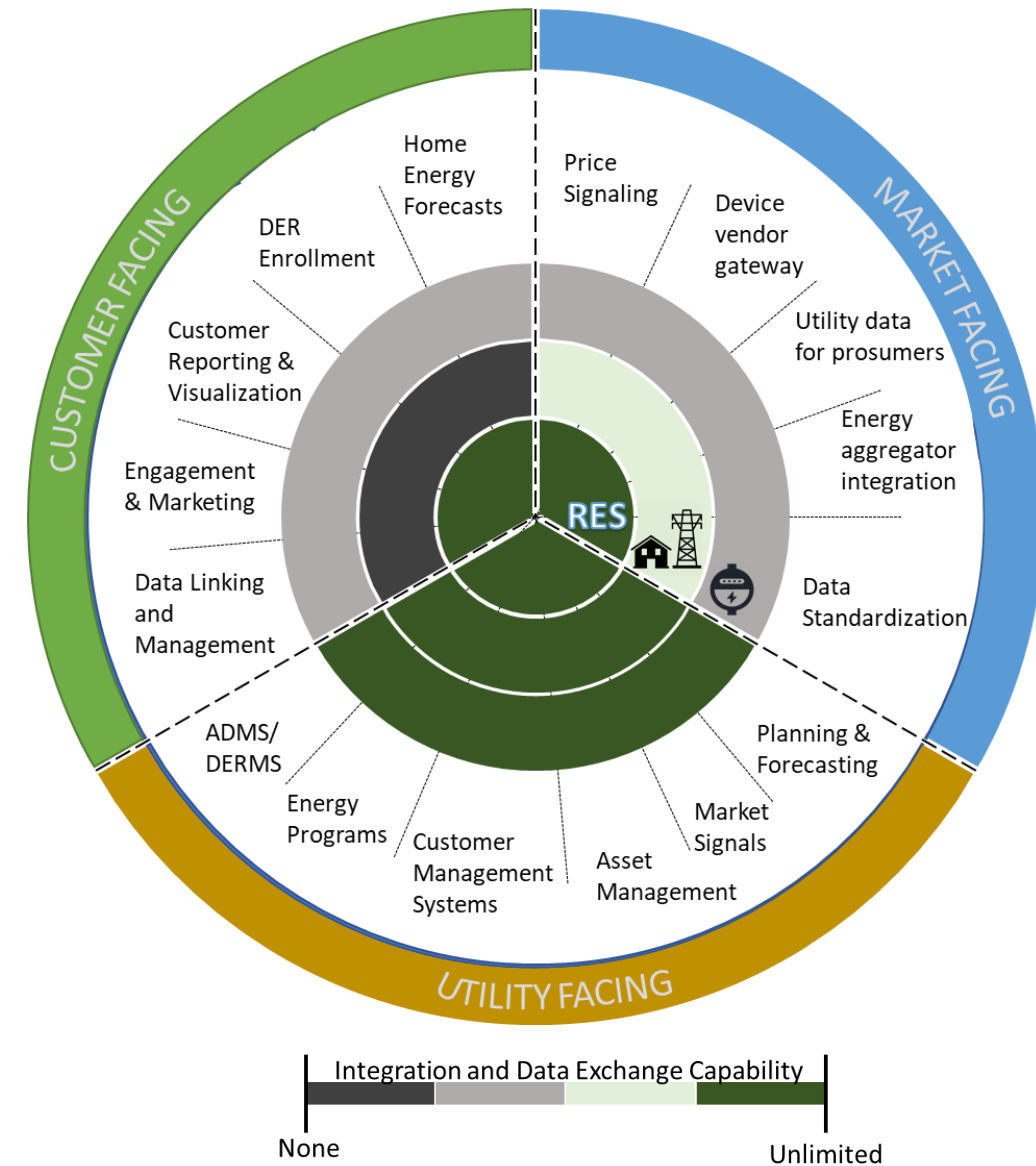 CUSTOMER FACING
MARKET FACING
UTILITY FACING
Home
Energy
Forecasts
DER
Enrollment
Customer
Reporting &
Visualization
Engagement
& Marketing
Data Linking
and
Management
Price
Signaling
Device
vendor
gateway
Utility data
for prosumers
Energy
aggregator
integration
Data
Standardization
RES
ADMS/
DERMS
Energy
Programs
Customer
Management
Systems
Asset
Management
Market
Signals
Planning &
Forecasting
Integration and Data Exchange Capability
None
Unlimited